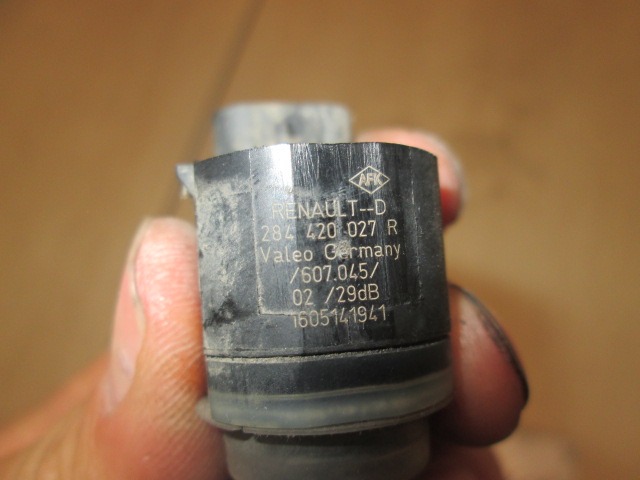 AFK
RENAULT--D
284 420 027 R
Valeo Germany
/607.045/
02 /29dB
1605141941